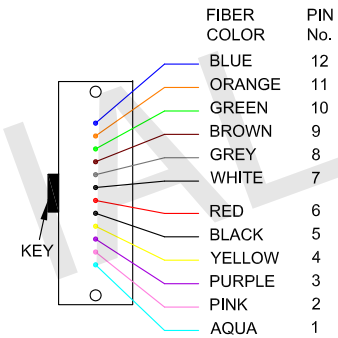 FIBER PIN
COLOR No.
BLUE 12
ORANGE 11
GREEN 10
BROWN 9
GREY 8
WHITE 7
RED 6
BLACK 5
YELLOW 4
PURPLE 3
PINK 2
AQUA 1
KEY